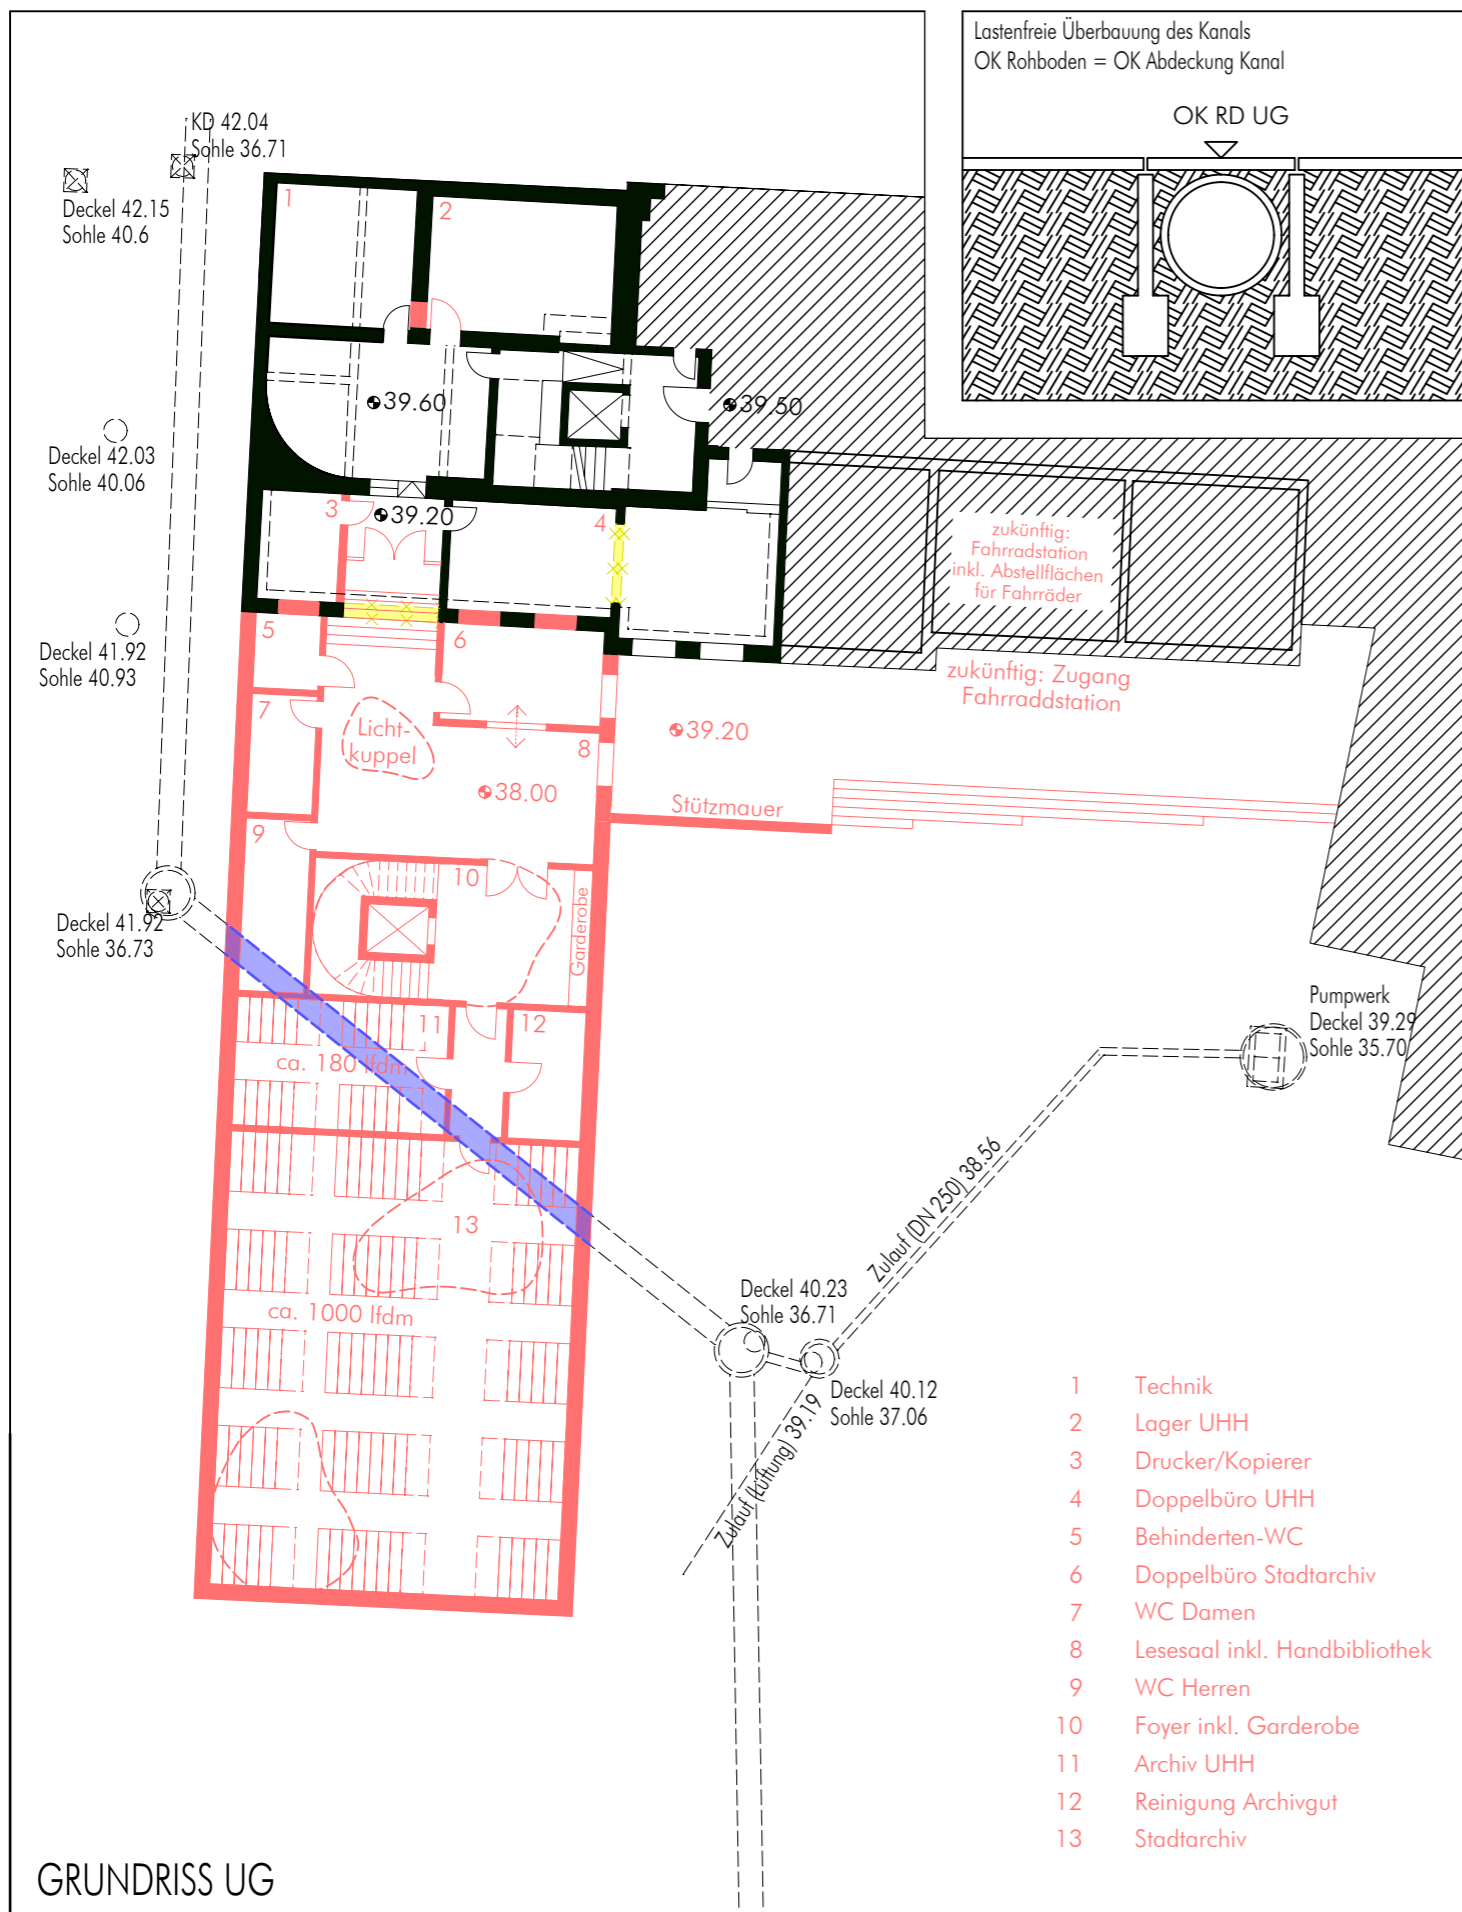 Lastenfreie Überbauung des Kanals
OK Rohboden = OK Abdeckung Kanal
OK RD UG
KD 42.04
Sohle 36.71
Deckel 42.15
Sohle 40.6
1
2
39.60
39.50
Deckel 42.03
Sohle 40.06
3
39.20
4
zukünftig:
Fahrradstation
inkl. Abstellflächen
für Fahrräder
Deckel 41.92
Sohle 40.93
5
6
zukünftig: Zugang
Fahrraddstation
7
Licht-
kuppel
8
39.20
38.00
Stützmauer
9
10
Garderobe
Deckel 41.92
Sohle 36.73
11
12
ca. 180 lfdm
Pumpwerk
Deckel 39.29
Sohle 35.70
13
Zulauf (DN 250) 38.56
ca. 1000 lfdm
Deckel 40.23
Sohle 36.71
Deckel 40.12
Sohle 37.06
Zulauf (Lüftung) 39.19
1 Technik
2 Lager UHH
3 Drucker/Kopierer
4 Doppelbüro UHH
5 Behinderten-WC
6 Doppelbüro Stadtarchiv
7 WC Damen
8 Lesesaal inkl. Handbibliothek
9 WC Herren
10 Foyer inkl. Garderobe
11 Archiv UHH
12 Reinigung Archivgut
13 Stadtarchiv
GRUNDRISS UG